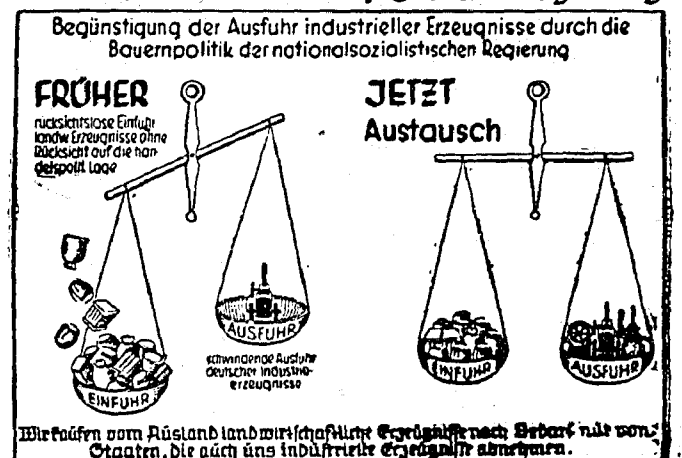 Begünstigung der Ausfuhr industrieller Erzeugnisse durch die
Bauernpolitik der nationalsozialistischen Regierung
FRÜHER
rücksichtslose Einfuhr
landw. Erzeugnisse ohne
Rücksicht auf die han-
delspolit. Lage
JETZT
Austausch
AUSFUHR
EINFUHR
schwindende Ausfuhr
deutscher Industrie-
erzeugnisse
EINFUHR
AUSFUHR
Wir kaufen vom Ausland landwirtschaftliche Erzeugnisse nach Bedarf nur von
Staaten, die auch uns industrielle Erzeugnisse abnehmen.